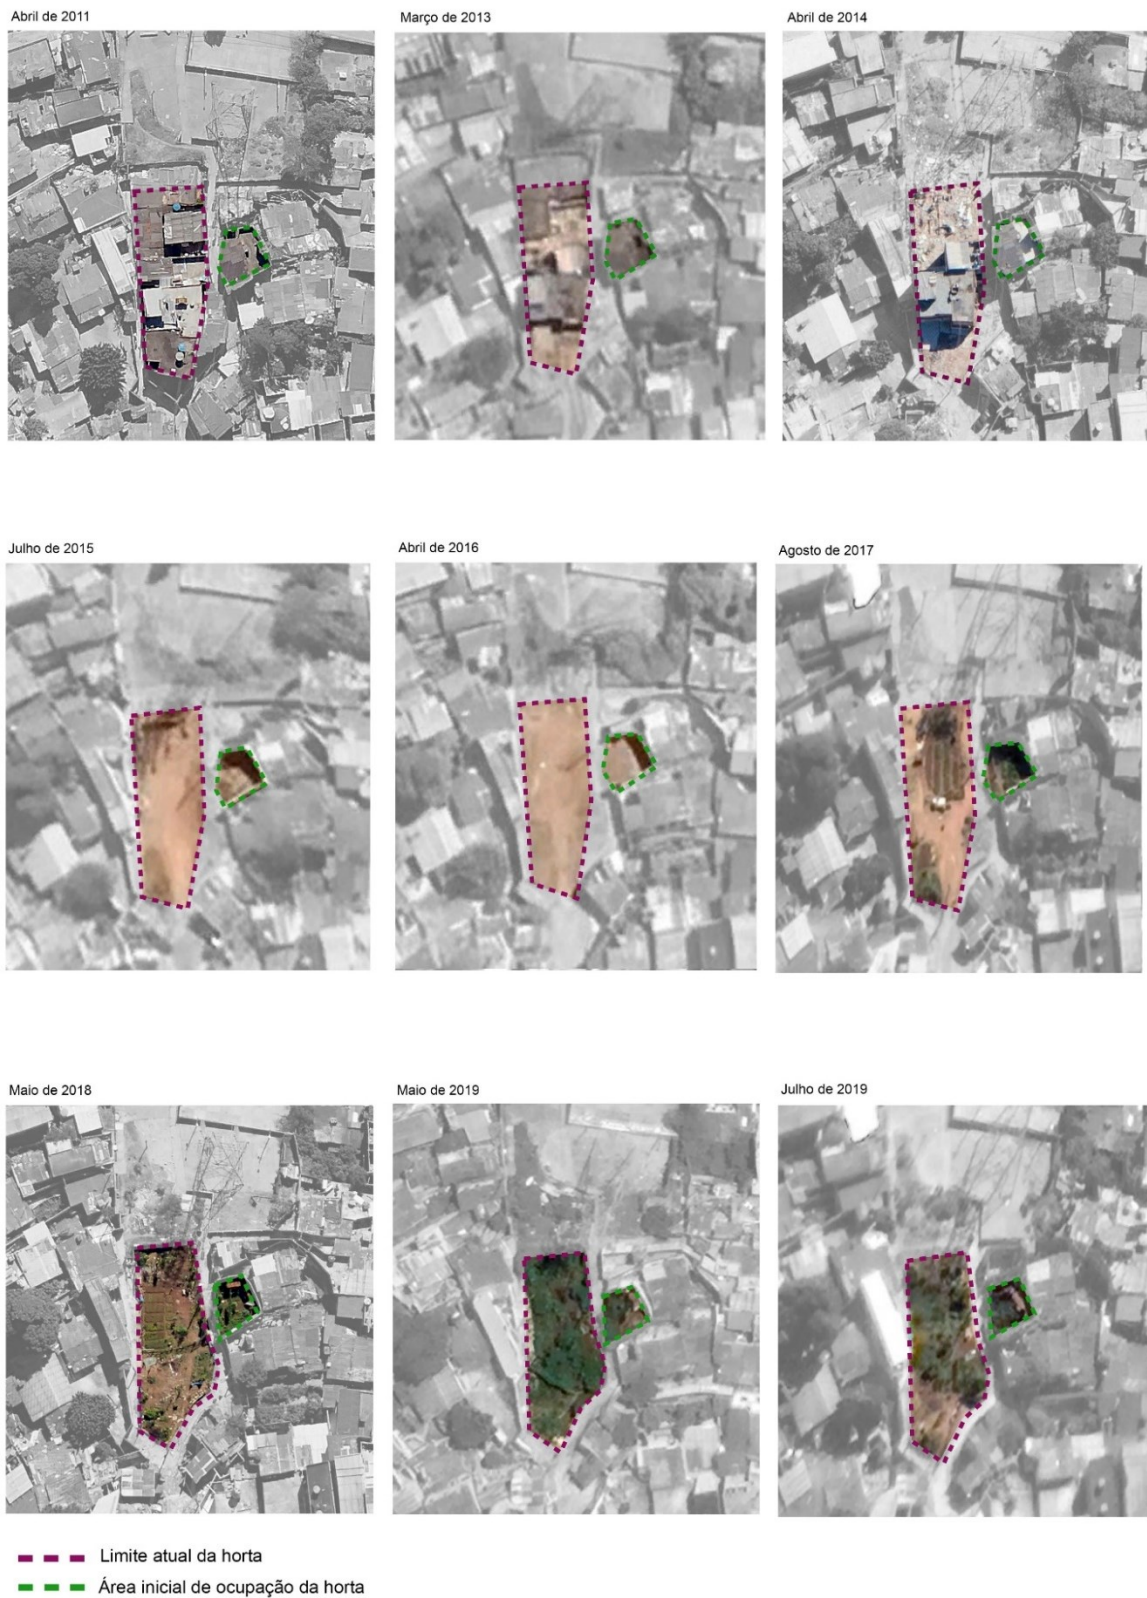 Abril de 2011
Março de 2013
Abril de 2014
Julho de 2015
Abril de 2016
Agosto de 2017
Maio de 2018
Maio de 2019
Julho de 2019
Limite atual da horta
Área inicial de ocupação da horta